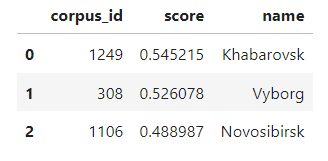 corpus_id score name
0 1249 0.545215 Khabarovsk
1 308 0.526078 Vyborg
2 1106 0.488987 Novosibirsk